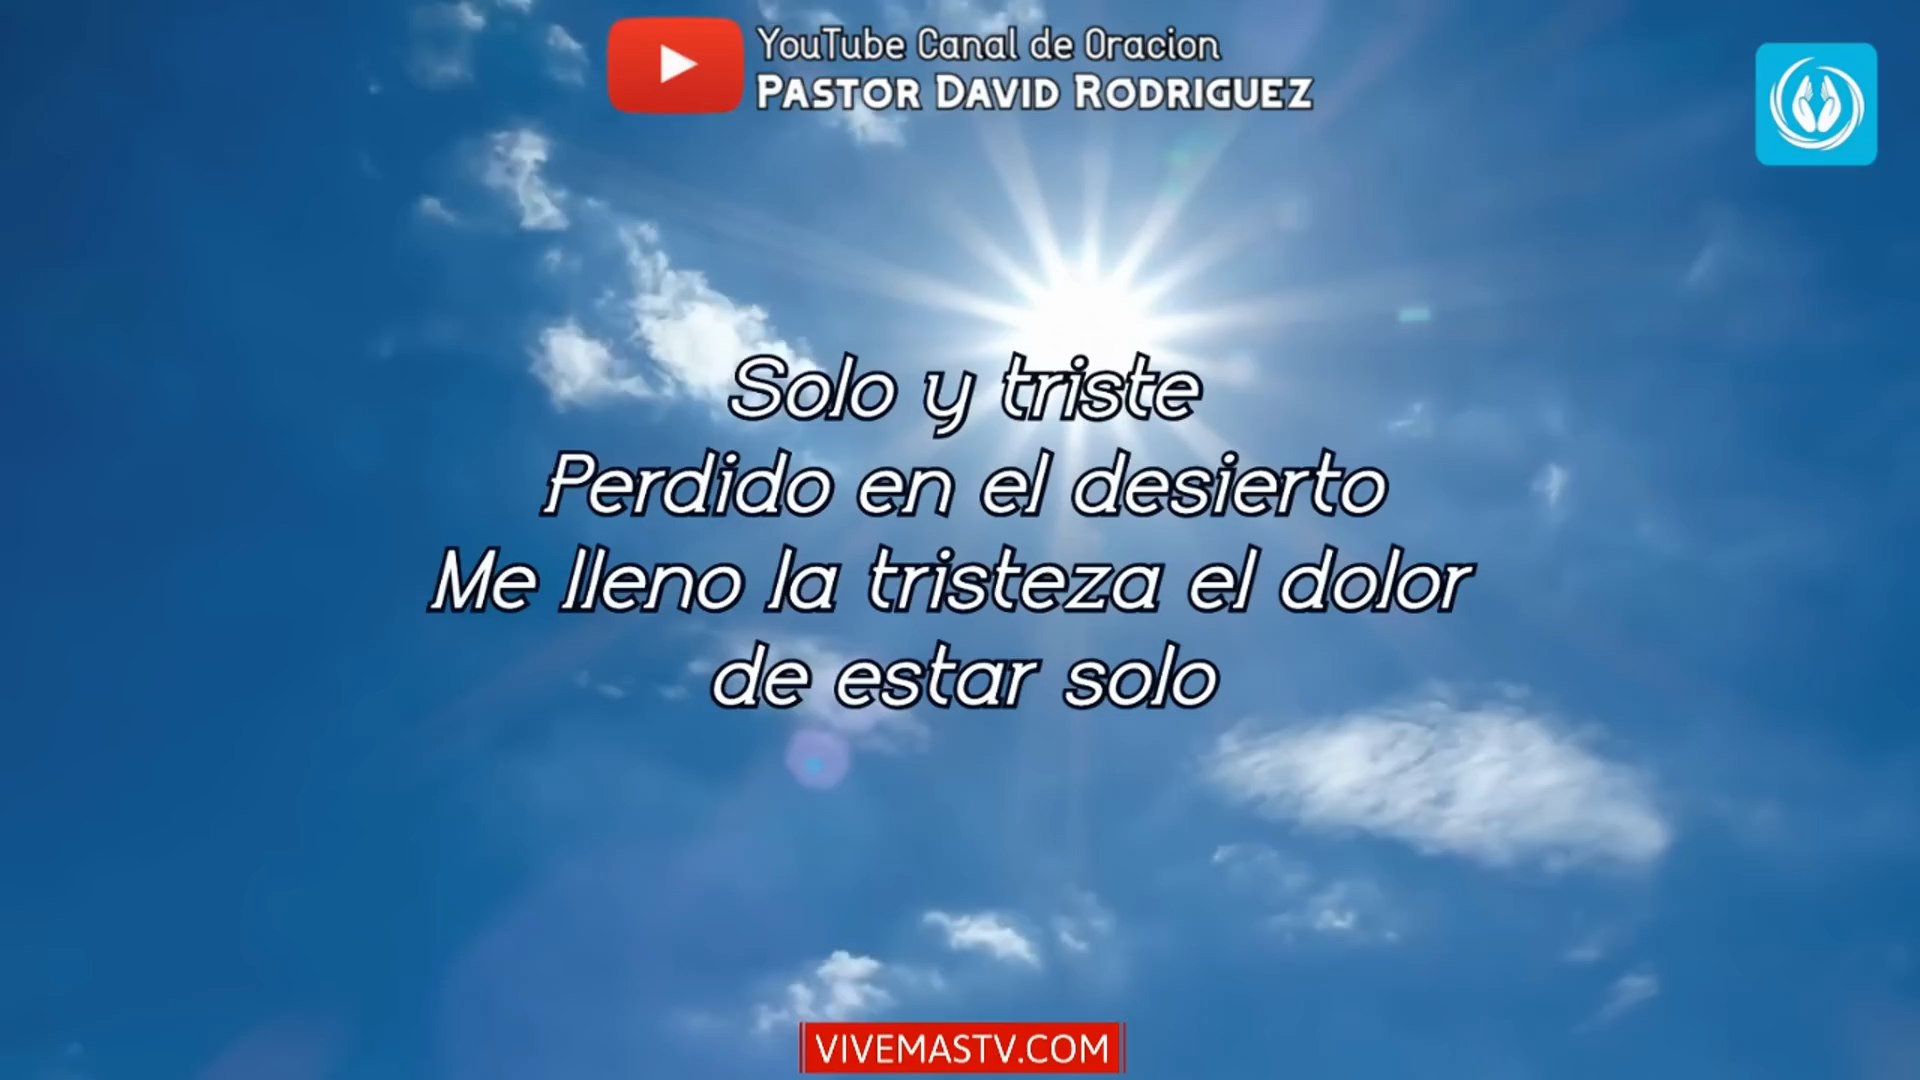 YouTube Canal de Oracion
PASTOR DAVID RODRIGUEZ
Solo y triste
Perdido en el desierto
Me lleno la tristeza el dolor
de estar solo
VIVEMASTV.COM